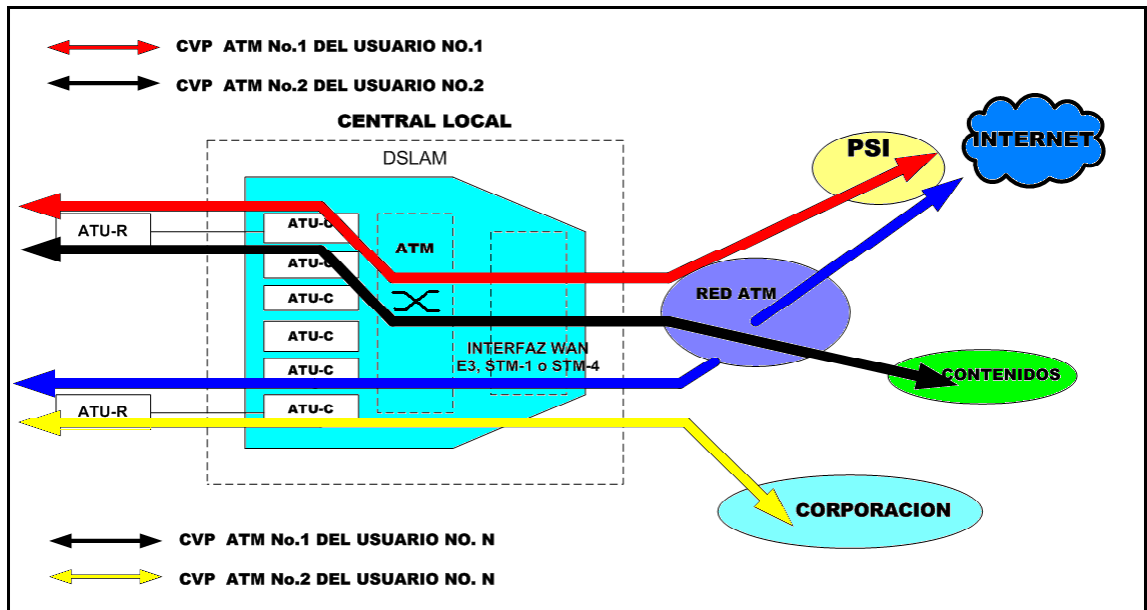 CVP ATM No.1 DEL USUARIO NO.1
CVP ATM No.2 DEL USUARIO NO.2
CENTRAL LOCAL
DSLAM
PSI
INTERNET
ATU-R
ATU-C
ATM
ATU-C
ATU-C
RED ATM
ATU-C
INTERFAZ WAN
E3, STM-1 o STM-4
ATU-C
CONTENIDOS
ATU-R
ATU-C
CORPORACION
CVP ATM No.1 DEL USUARIO NO. N
CVP ATM No.2 DEL USUARIO NO. N